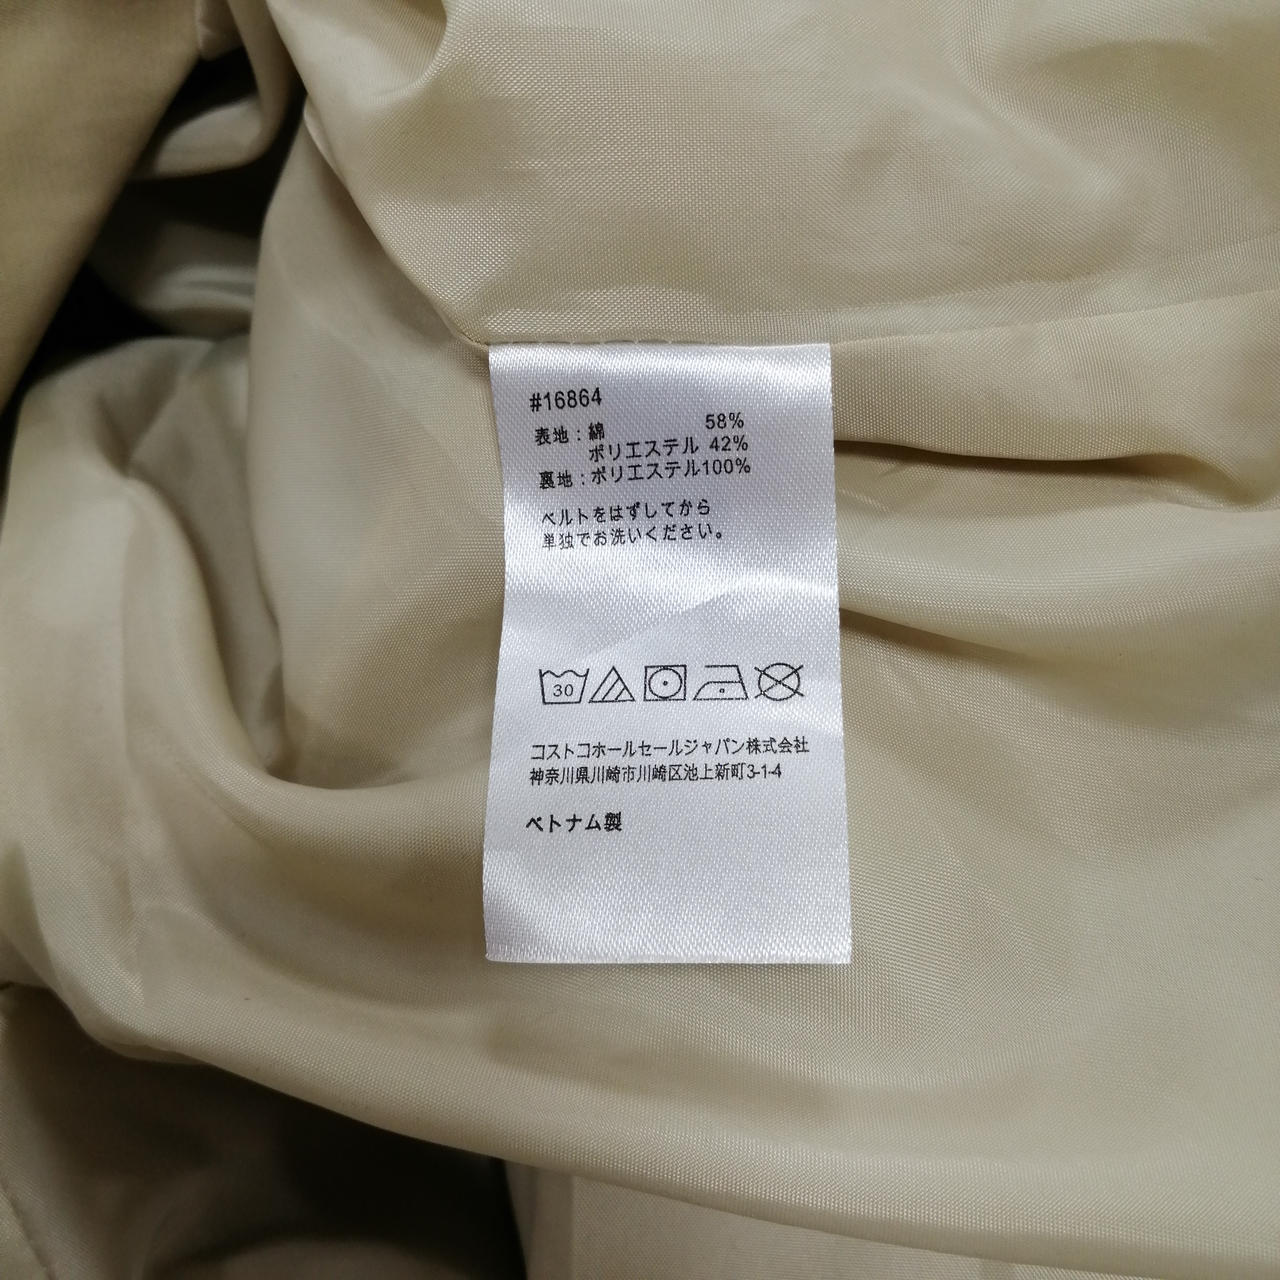 #16864
表地：綿 58%
ポリエステル 42%
裏地：ポリエステル100%
ベルトをはずしてから
単独でお洗いください。
30
コストコホールセールジャパン株式会社
神奈川県川崎市川崎区池上新町3-1-4
ベトナム製